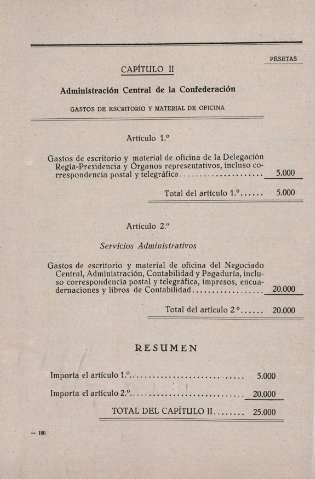 PESETAS
CAPÍTULO II
Administración Central de la Confederación
GASTOS DE ESCRITORIO Y MATERIAL DE OFICINA
Artículo 1.º
Gastos de escritorio y material de oficina de la Delegación
Regia-Presidencia y Órganos representativos, incluso co-
rrespondencia postal y telegráfica..................... 5.000
Total del artículo 1.º...... 5.000
Artículo 2.º
Servicios Administrativos
Gastos de escritorio y material de oficina del Negociado
Central, Administración, Contabilidad y Pagaduría, inclu-
so correspondencia postal y telegráfica, impresos, encua-
dernaciones y libros de Contabilidad.................. 20.000
Total del artículo 2.º...... 20.000
RESUMEN
Importa el artículo 1.º............................ 5.000
Importa el artículo 2.º............................ 20.000
TOTAL DEL CAPÍTULO II........ 25.000